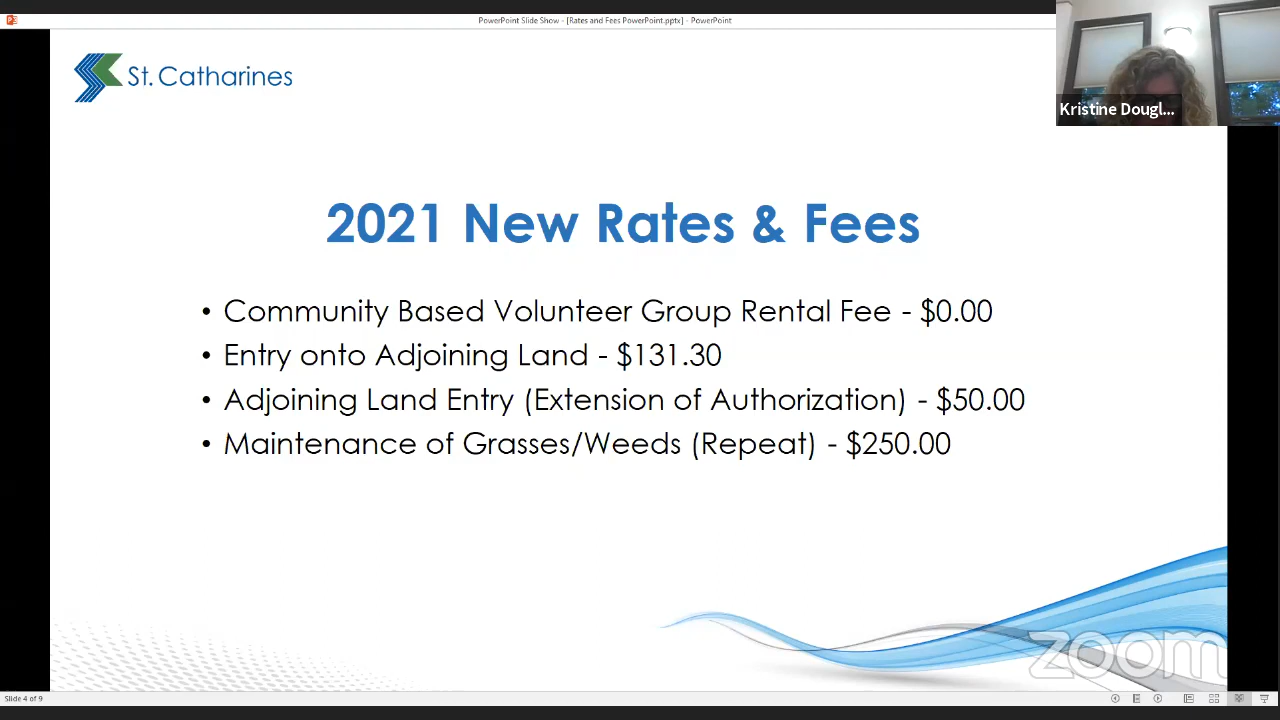 PowerPoint Slide Show - [Rates and Fees PowerPoint.pptx] - PowerPoint
St. Catharines
Kristine Dougl...
2021 New Rates & Fees
• Community Based Volunteer Group Rental Fee - $0.00
• Entry onto Adjoining Land - $131.30
• Adjoining Land Entry (Extension of Authorization) - $50.00
• Maintenance of Grasses/Weeds (Repeat) - $250.00
zoom
Slide 4 of 9